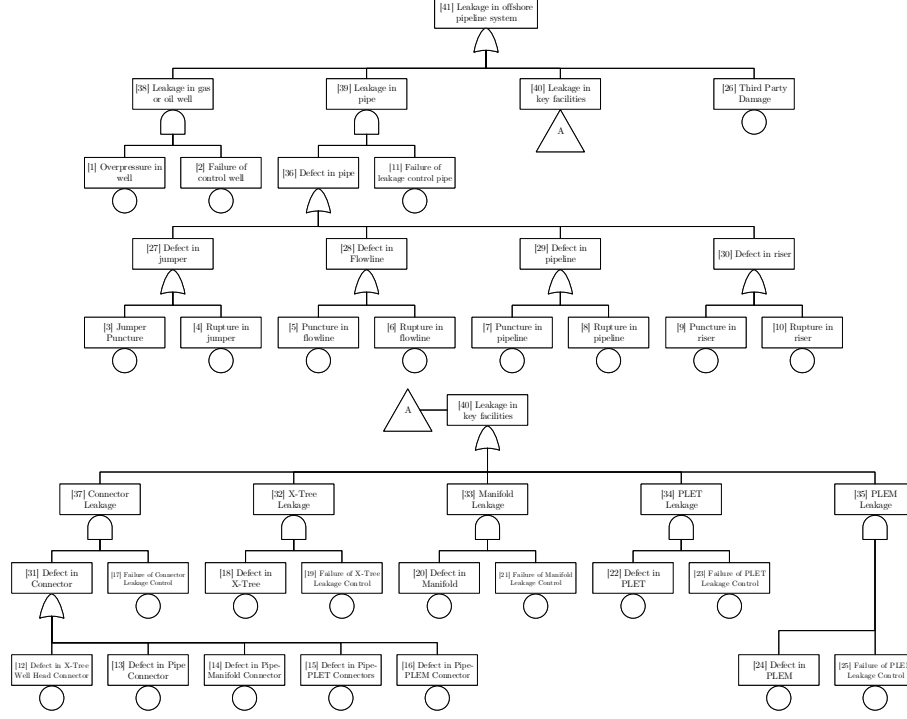 [41] Leakage in offshore
pipeline system
[38] Leakage in gas
or oil well
[39] Leakage in
pipe
[40] Leakage in
key facilities
[26] Third Party
Damage
A
[1] Overpressure in
well
[2] Failure of
control well
[36] Defect in pipe
[11] Failure of
leakage control pipe
[27] Defect in
jumper
[28] Defect in
Flowline
[29] Defect in
pipeline
[30] Defect in riser
[3] Jumper
Puncture
[4] Rupture in
jumper
[5] Puncture in
flowline
[6] Rupture in
flowline
[7] Puncture in
pipeline
[8] Rupture in
pipeline
[9] Puncture in
riser
[10] Rupture in
riser
A
[40] Leakage in
key facilities
[37] Connector
Leakage
[32] X-Tree
Leakage
[33] Manifold
Leakage
[34] PLET
Leakage
[35] PLEM
Leakage
[31] Defect in
Connector
[17] Failure of Connector
Leakage Control
[18] Defect in
X-Tree
[19] Failure of X-Tree
Leakage Control
[20] Defect in
Manifold
[21] Failure of Manifold
Leakage Control
[22] Defect in
PLET
[23] Failure of PLET
Leakage Control
[12] Defect in X-Tree
Well Head Connector
[13] Defect in Pipe
Connector
[14] Defect in Pipe-
Manifold Connector
[15] Defect in Pipe-
PLET Connectors
[16] Defect in Pipe-
PLEM Connector
[24] Defect in
PLEM
[25] Failure of PLEM
Leakage Control